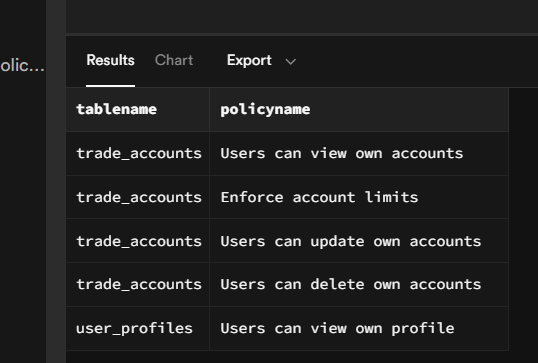 olic...
Results Chart Export
tablename policyname
trade_accounts Users can view own accounts
trade_accounts Enforce account limits
trade_accounts Users can update own accounts
trade_accounts Users can delete own accounts
user_profiles Users can view own profile